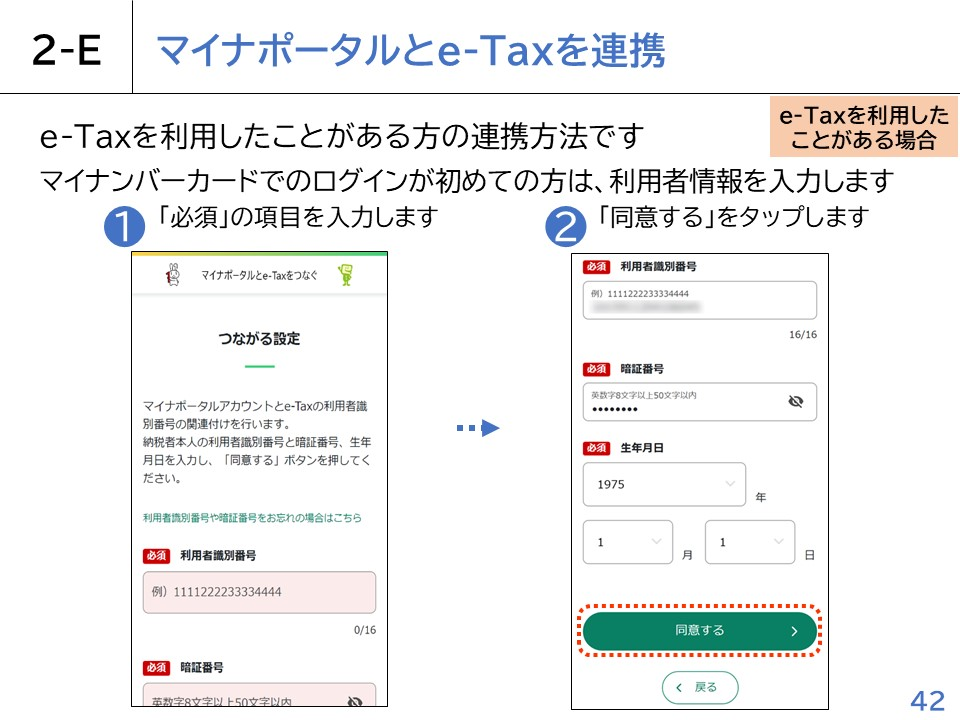 2-E
マイナポータルとe-Taxを連携
e-Taxを利用した
ことがある場合
e-Taxを利用したことがある方の連携方法です
マイナンバーカードでのログインが初めての方は、利用者情報を入力します
1 「必須」の項目を入力します
マイナポータルとe-Taxをつなぐ
つながる設定
マイナポータルアカウントとe-Taxの利用者識
別番号の関連付けを行います。
納税者本人の利用者識別番号と暗証番号、生年
月日を入力し、「同意する」ボタンを押してく
ださい。
利用者識別番号や暗証番号をお忘れの場合はこちら
必須 利用者識別番号
例）1111222233334444
0/16
必須 暗証番号
英数字8文字以上50文字以内
2 「同意する」をタップします
必須 利用者識別番号
例）1111222233334444
16/16
必須 暗証番号
英数字8文字以上50文字以内
••••••••
必須 生年月日
1975 年
1 月 1 日
同意する
戻る
42